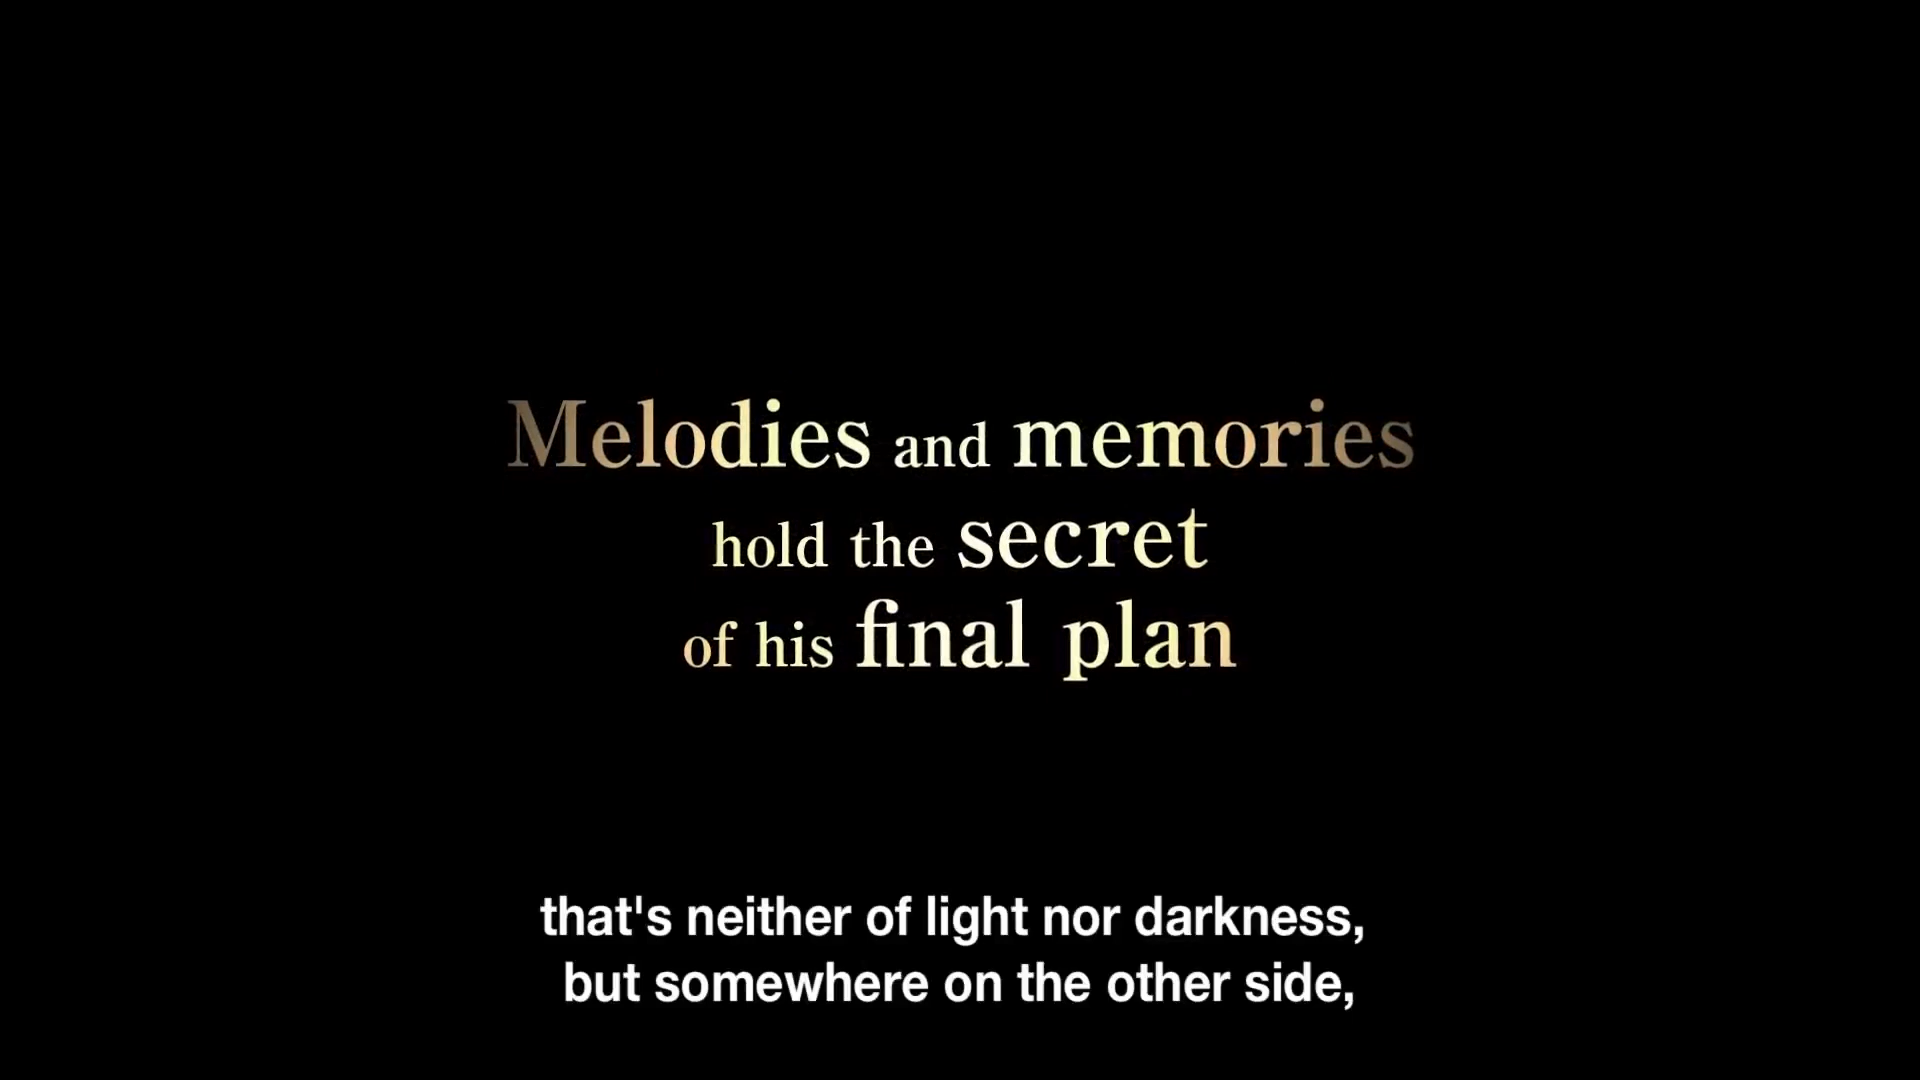 Melodies and memories
hold the secret
of his final plan
that's neither of light nor darkness,
but somewhere on the other side,